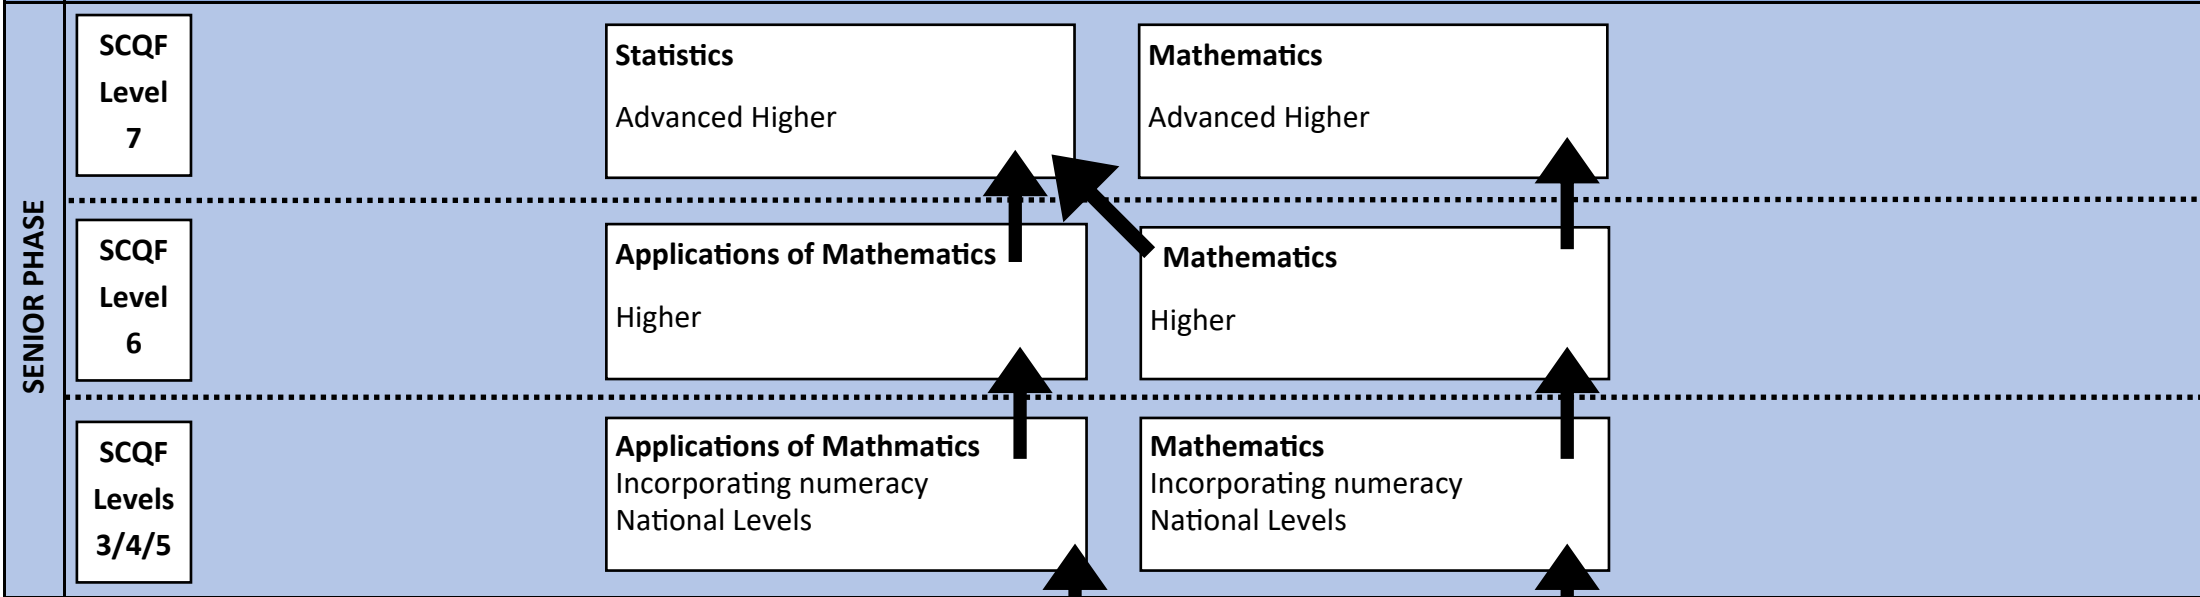 SENIOR PHASE
SCQF
Level
7
Statistics
Advanced Higher
Mathematics
Advanced Higher
SCQF
Level
6
Applications of Mathematics
Higher
Mathematics
Higher
SCQF
Levels
3/4/5
Applications of Mathmatics
Incorporating numeracy
National Levels
Mathematics
Incorporating numeracy
National Levels